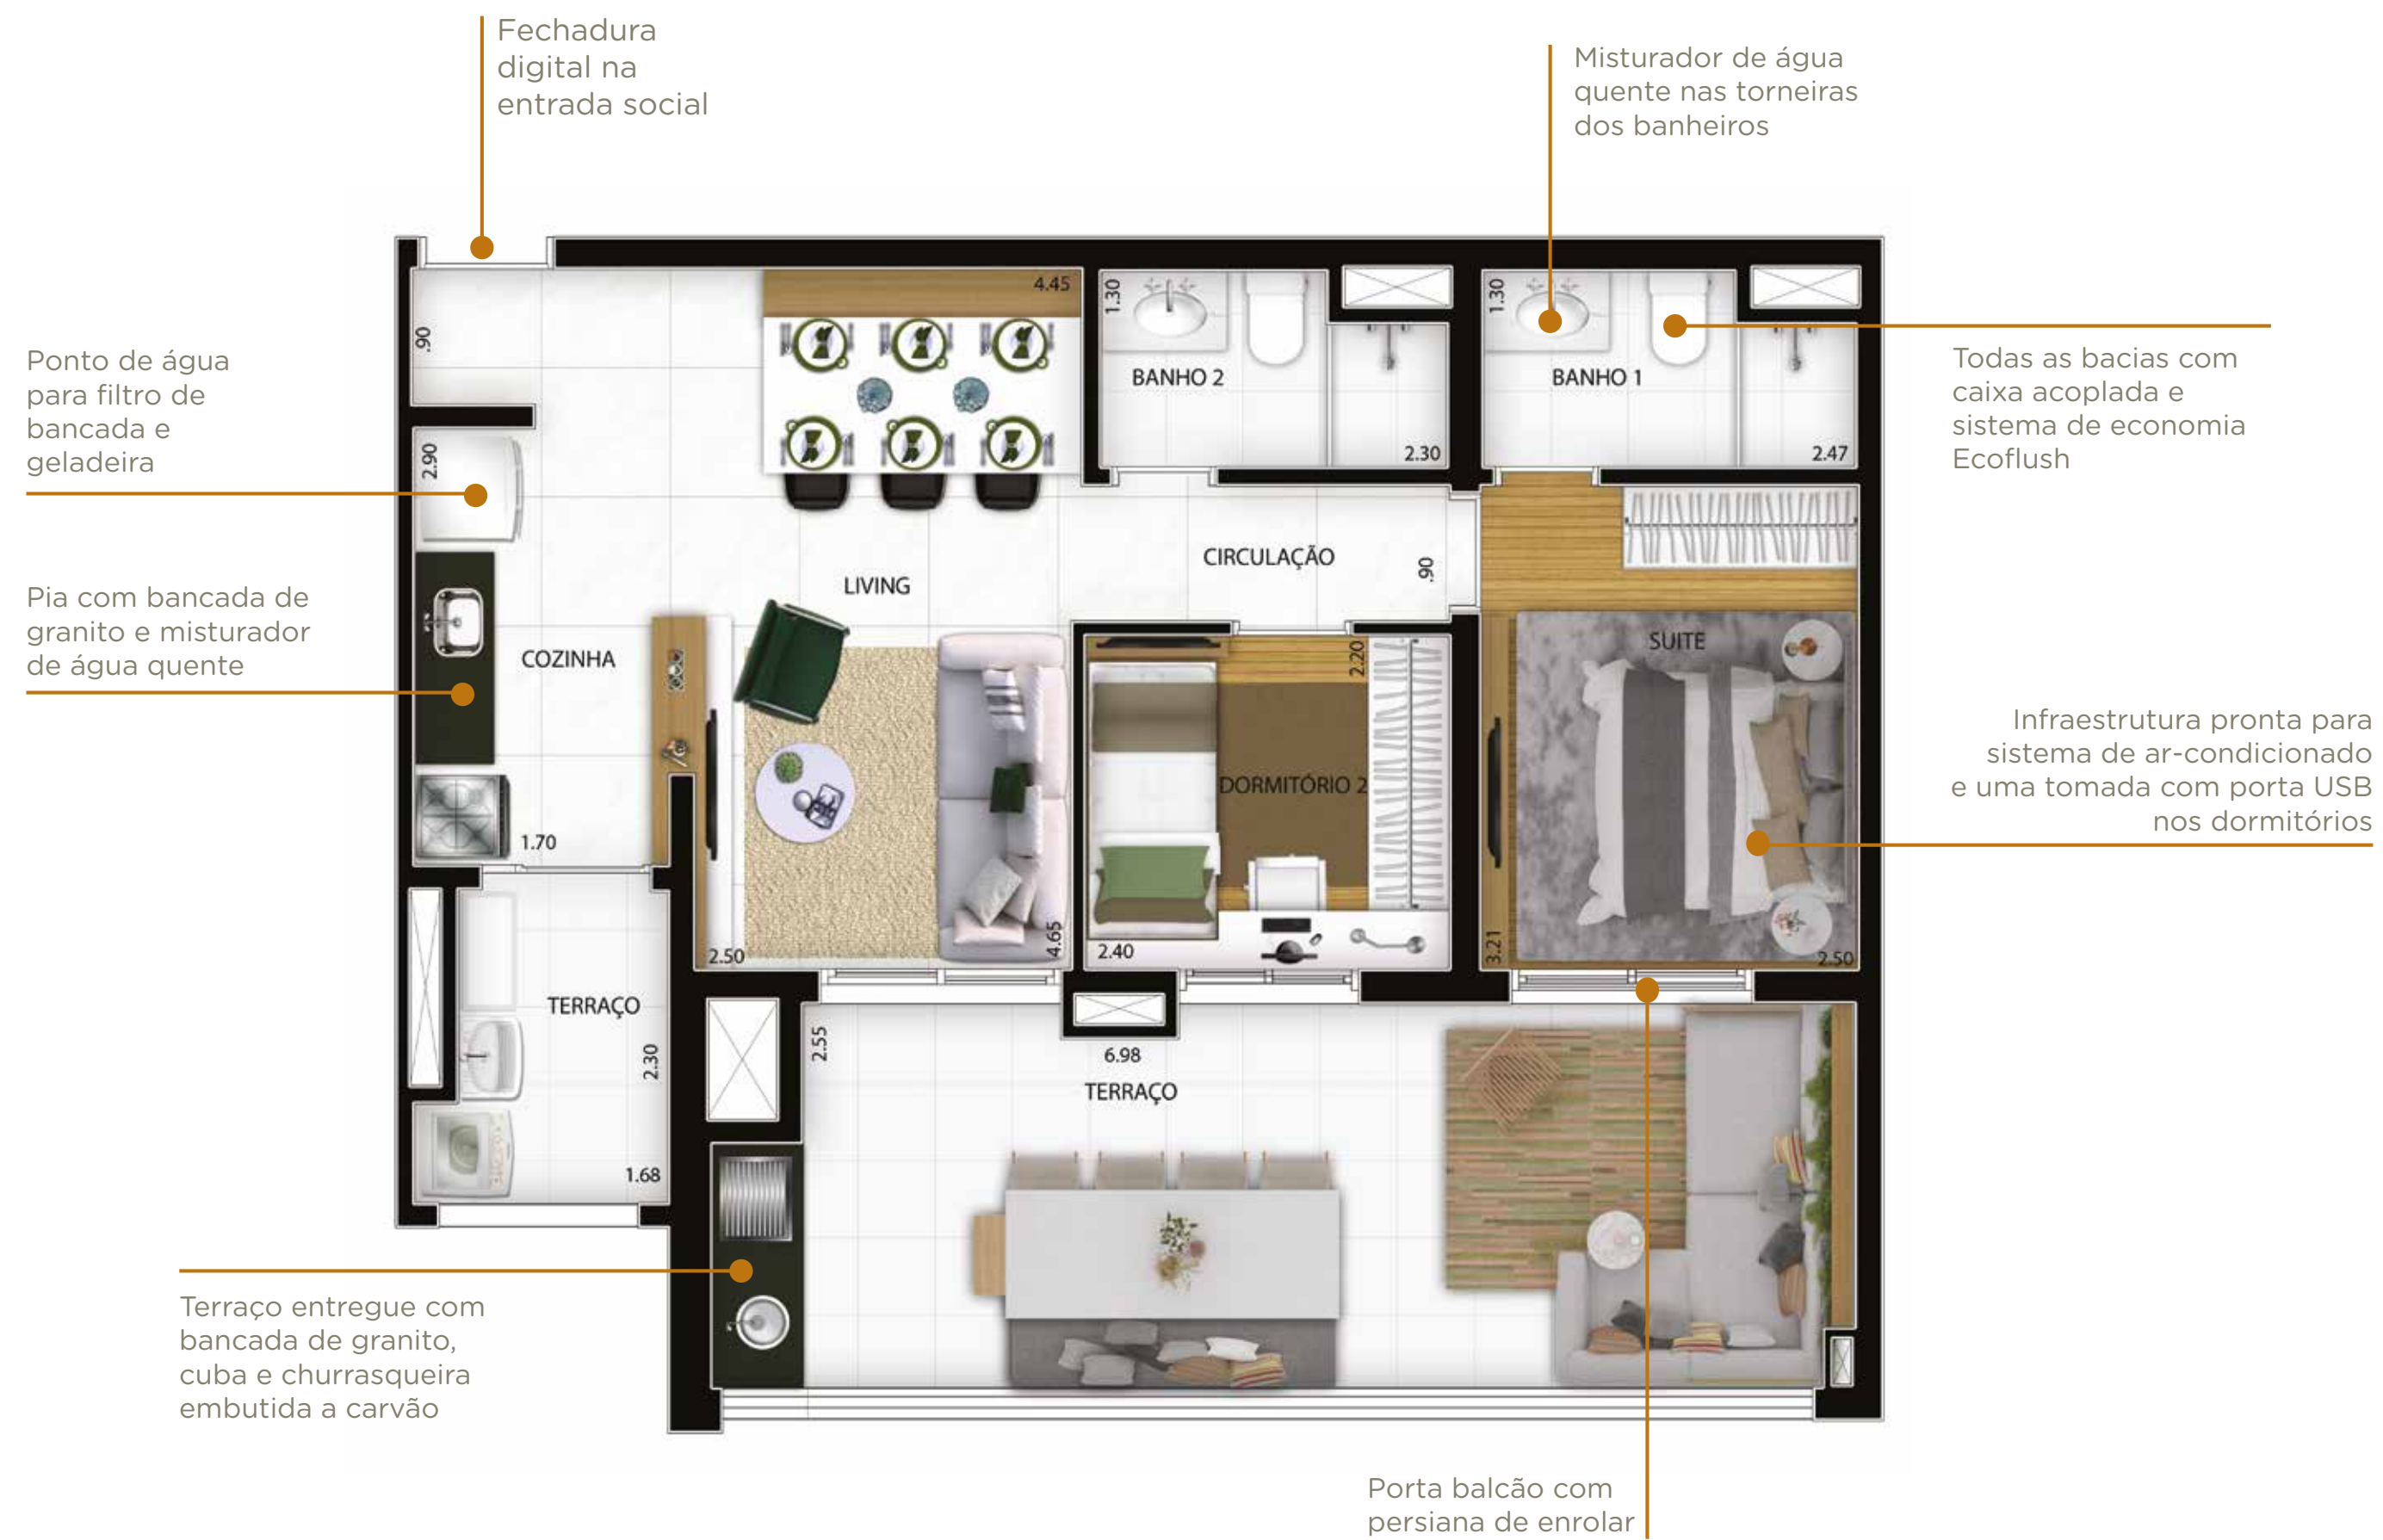 Fechadura
digital na
entrada social
Misturador de água
quente nas torneiras
dos banheiros
Ponto de água
para filtro de
bancada e
geladeira
Todas as bacias com
caixa acoplada e
sistema de economia
Ecoflush
Pia com bancada de
granito e misturador
de água quente
Infraestrutura pronta para
sistema de ar-condicionado
e uma tomada com porta USB
nos dormitórios
Terraço entregue com
bancada de granito,
cuba e churrasqueira
embutida a carvão
Porta balcão com
persiana de enrolar
4.45
.90
1.30
BANHO 2
2.30
1.30
BANHO 1
2.47
2.90
LIVING
CIRCULAÇÃO
.90
COZINHA
1.70
SUITE
2.20
DORMITÓRIO 2
2.50
4.65
2.40
3.21
2.50
TERRAÇO
2.30
1.68
2.55
6.98
TERRAÇO